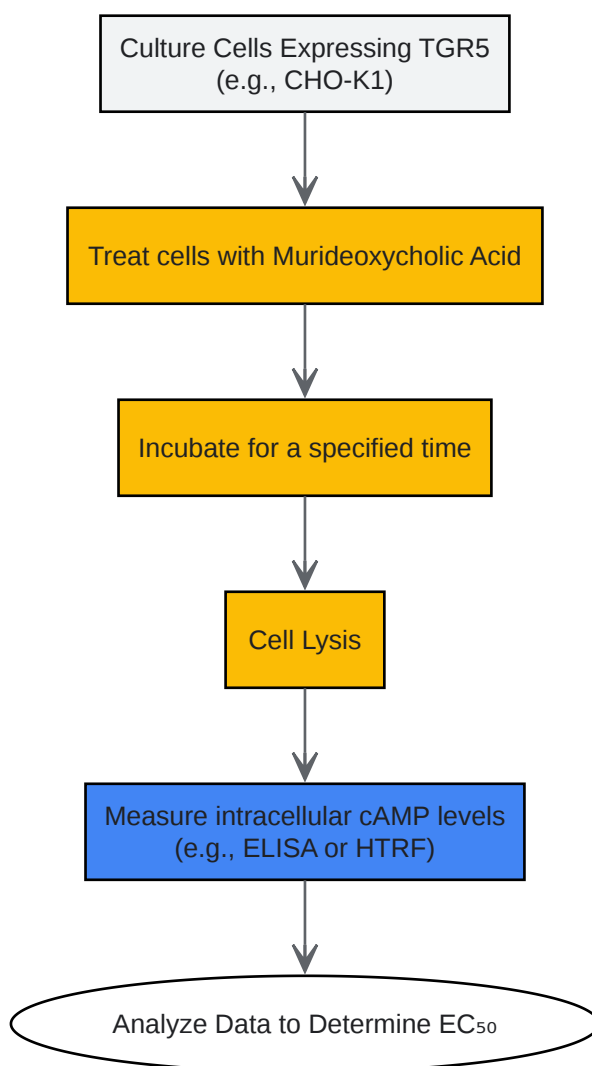 Culture Cells Expressing TGR5
(e.g., CHO-K1)
Treat cells with Murideoxycholic Acid
Incubate for a specified time
Cell Lysis
Measure intracellular cAMP levels
(e.g., ELISA or HTRF)
Analyze Data to Determine EC₅₀